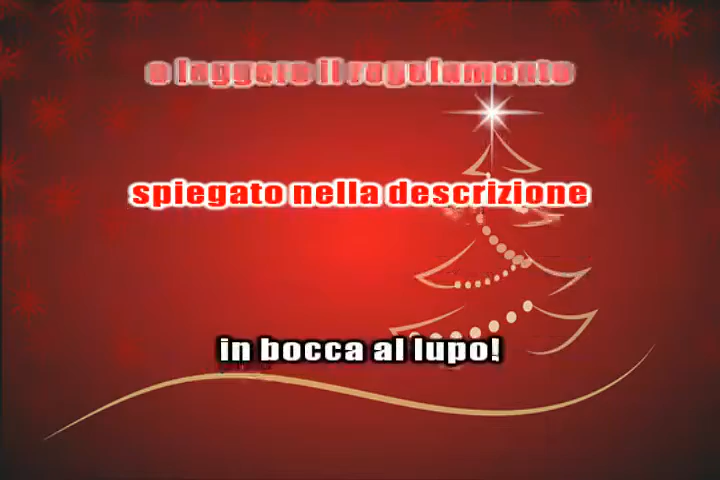 e leggere il regolamento
spiegato nella descrizione
in bocca al lupo!